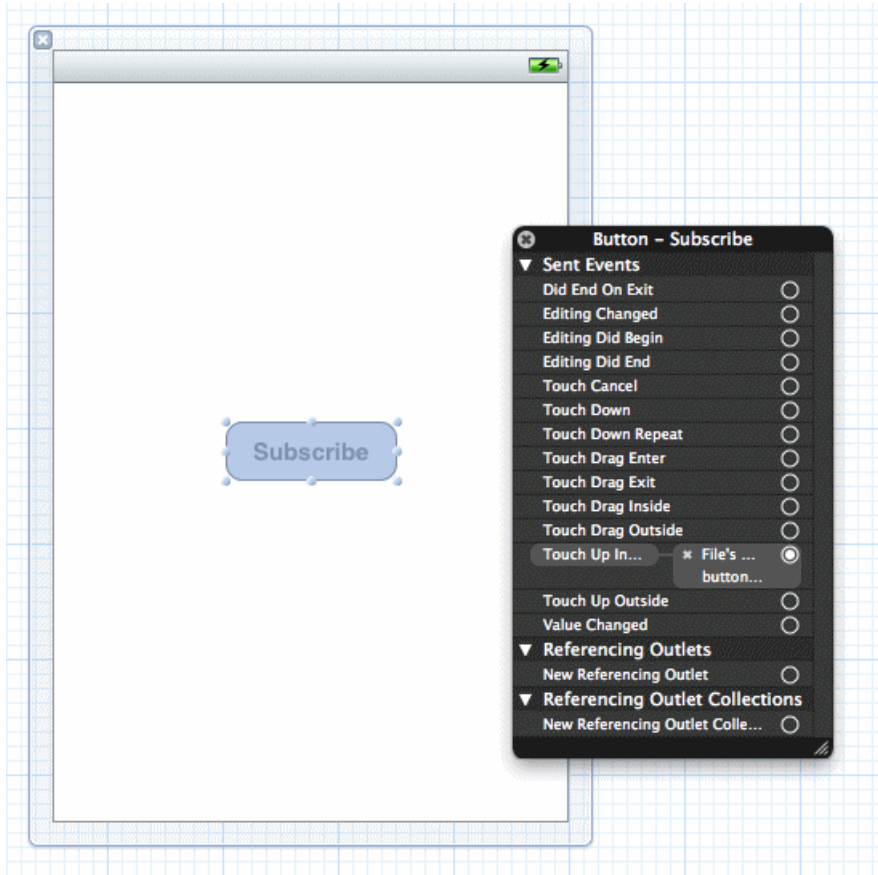 Subscribe
Button – Subscribe
Sent Events
Did End On Exit
Editing Changed
Editing Did Begin
Editing Did End
Touch Cancel
Touch Down
Touch Down Repeat
Touch Drag Enter
Touch Drag Exit
Touch Drag Inside
Touch Drag Outside
Touch Up In... File's ...
button...
Touch Up Outside
Value Changed
Referencing Outlets
New Referencing Outlet
Referencing Outlet Collections
New Referencing Outlet Colle...